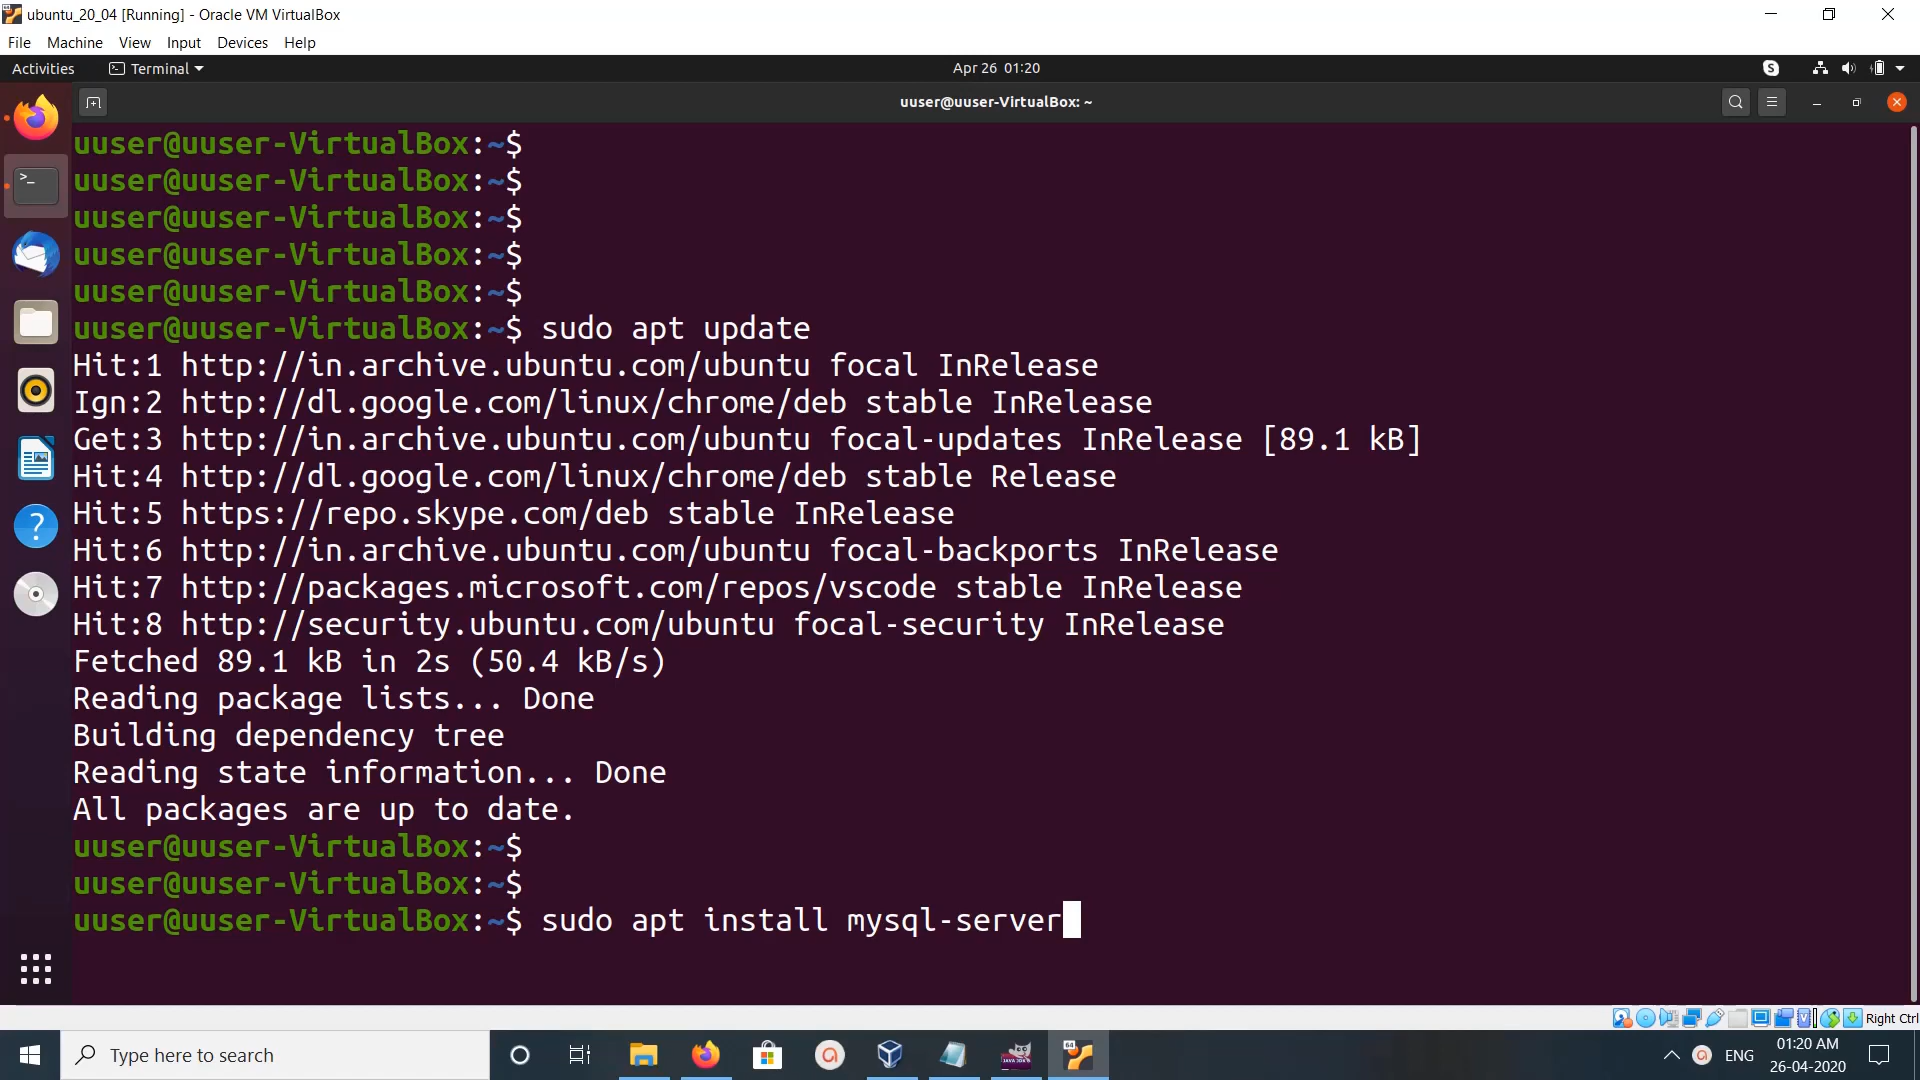 ubuntu_20_04 [Running] - Oracle VM VirtualBox
File Machine View Input Devices Help
Activities Terminal Apr 26 01:20
uuser@uuser-VirtualBox: ~
uuser@uuser-VirtualBox:~$
uuser@uuser-VirtualBox:~$
uuser@uuser-VirtualBox:~$
uuser@uuser-VirtualBox:~$
uuser@uuser-VirtualBox:~$
uuser@uuser-VirtualBox:~$ sudo apt update
Hit:1 http://in.archive.ubuntu.com/ubuntu focal InRelease
Ign:2 http://dl.google.com/linux/chrome/deb stable InRelease
Get:3 http://in.archive.ubuntu.com/ubuntu focal-updates InRelease [89.1 kB]
Hit:4 http://dl.google.com/linux/chrome/deb stable Release
Hit:5 https://repo.skype.com/deb stable InRelease
Hit:6 http://in.archive.ubuntu.com/ubuntu focal-backports InRelease
Hit:7 http://packages.microsoft.com/repos/vscode stable InRelease
Hit:8 http://security.ubuntu.com/ubuntu focal-security InRelease
Fetched 89.1 kB in 2s (50.4 kB/s)
Reading package lists... Done
Building dependency tree
Reading state information... Done
All packages are up to date.
uuser@uuser-VirtualBox:~$
uuser@uuser-VirtualBox:~$
uuser@uuser-VirtualBox:~$ sudo apt install mysql-server
Right Ctrl
Type here to search
ENG
01:20 AM
26-04-2020